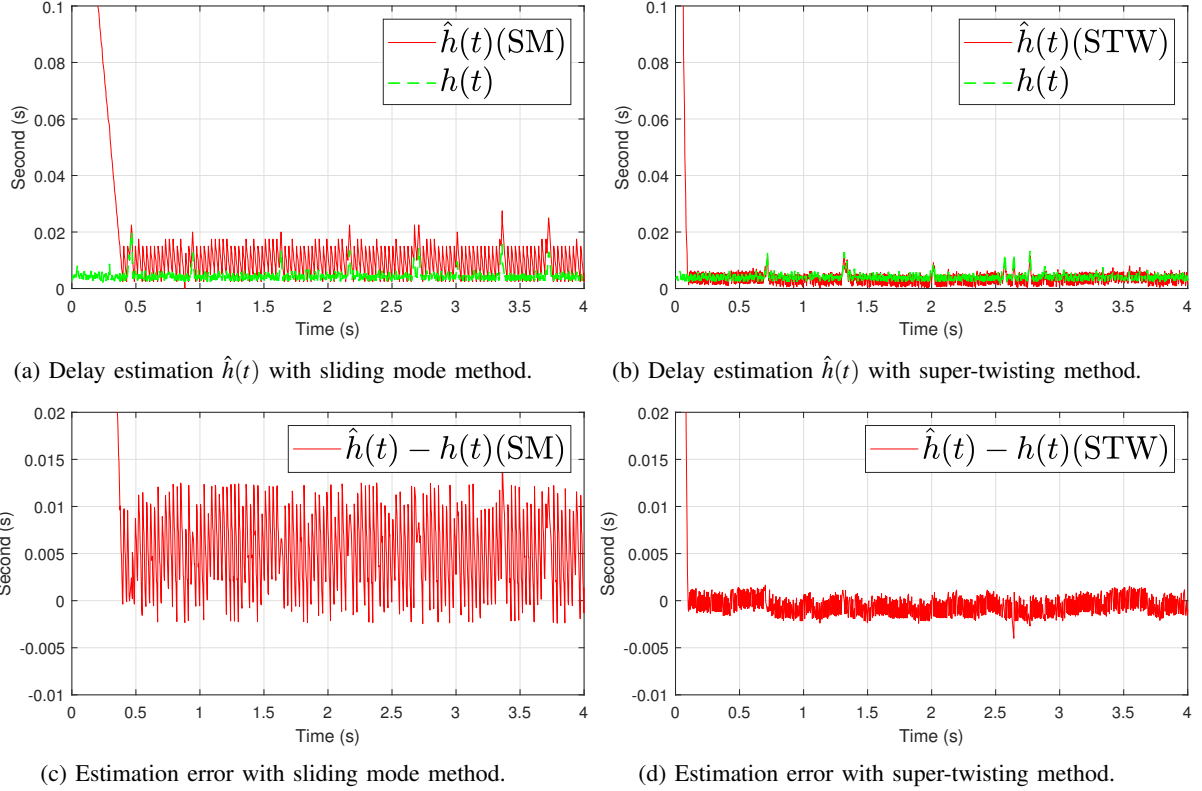 0.1
0.08
0.06
0.04
0.02
0
Second (s)
0 0.5 1 1.5 2 2.5 3 3.5 4
Time (s)
ĥ(t)(SM)
h(t)
(a) Delay estimation ĥ(t) with sliding mode method.
0.1
0.08
0.06
0.04
0.02
0
Second (s)
0 0.5 1 1.5 2 2.5 3 3.5 4
Time (s)
ĥ(t)(STW)
h(t)
(b) Delay estimation ĥ(t) with super-twisting method.
0.02
0.015
0.01
0.005
0
-0.005
-0.01
Second (s)
0 0.5 1 1.5 2 2.5 3 3.5 4
Time (s)
ĥ(t) − h(t)(SM)
(c) Estimation error with sliding mode method.
0.02
0.015
0.01
0.005
0
-0.005
-0.01
Second (s)
0 0.5 1 1.5 2 2.5 3 3.5 4
Time (s)
ĥ(t) − h(t)(STW)
(d) Estimation error with super-twisting method.